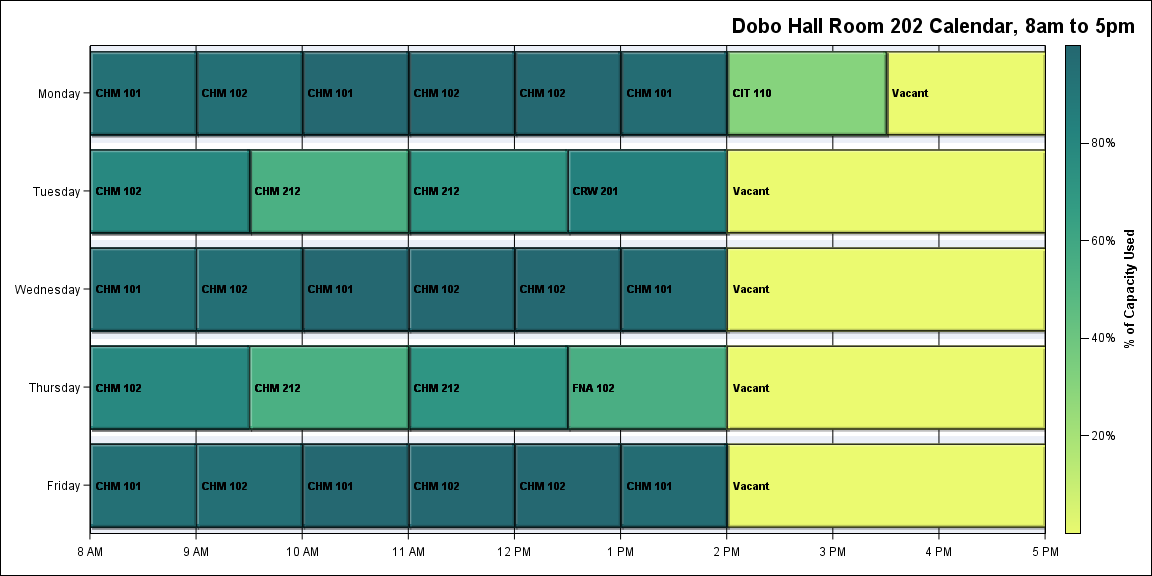 Dobo Hall Room 202 Calendar, 8am to 5pm
Monday CHM 101 CHM 102 CHM 101 CHM 102 CHM 102 CHM 101 CIT 110 Vacant
Tuesday CHM 102 CHM 212 CHM 212 CRW 201 Vacant
Wednesday CHM 101 CHM 102 CHM 101 CHM 102 CHM 102 CHM 101 Vacant
Thursday CHM 102 CHM 212 CHM 212 FNA 102 Vacant
Friday CHM 101 CHM 102 CHM 101 CHM 102 CHM 102 CHM 101 Vacant
8 AM 9 AM 10 AM 11 AM 12 PM 1 PM 2 PM 3 PM 4 PM 5 PM
80%
60%
40%
20%
% of Capacity Used